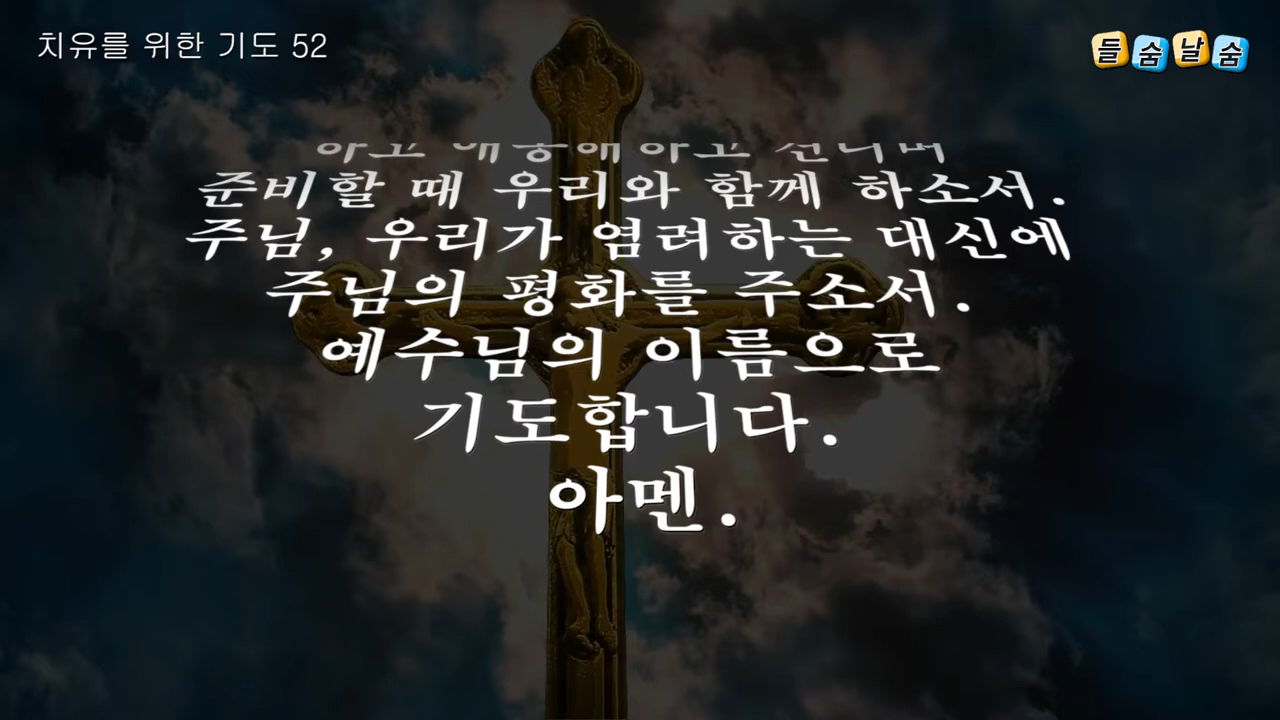 치유를 위한 기도 52
들숨날숨
준비할 때 우리와 함께 하소서.
주님, 우리가 염려하는 대신에
주님의 평화를 주소서.
예수님의 이름으로
기도합니다.
아멘.